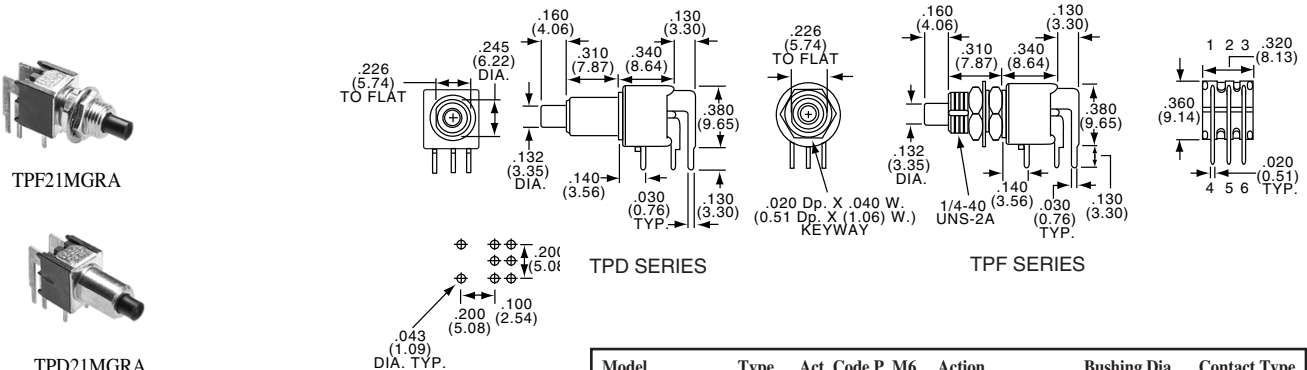 TPF21MGRA
TPD21MGRA
.226
(5.74)
TO FLAT
.245
(6.22)
DIA.
.160
(4.06)
.310
(7.87)
.340
(8.64)
.130
(3.30)
.380
(9.65)
.132
(3.35)
DIA.
.140
(3.56)
.030
(0.76)
TYP.
.130
(3.30)
TPD SERIES
.226
(5.74)
TO FLAT
.020 Dp. X .040 W.
(0.51 Dp. X (1.06) W.)
KEYWAY
.160
(4.06)
.310
(7.87)
.340
(8.64)
.130
(3.30)
.380
(9.65)
.132
(3.35)
DIA.
1/4-40
UNS-2A
.140
(3.56)
.030
(0.76)
TYP.
.130
(3.30)
TPF SERIES
1 2 3
.320
(8.13)
.360
(9.14)
.020
(0.51)
TYP.
4 5 6
.200
(5.08
.200
(5.08)
.100
(2.54)
.043
(1.09)
DIA. TYP.
Model Type Act. Code P M6 Action Bushing Dia. Contact Type